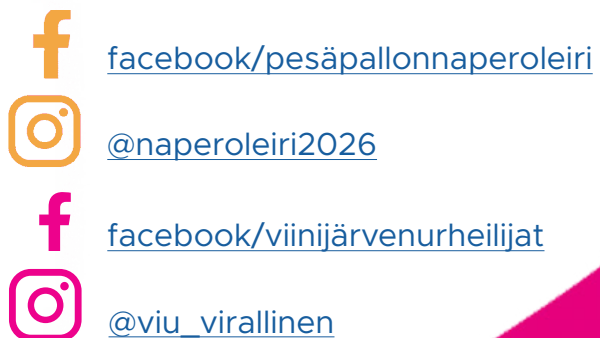 facebook/pesäpallonnaperoleiri
@naperoleiri2026
facebook/viinijärvenurheilijat
@viu_virallinen